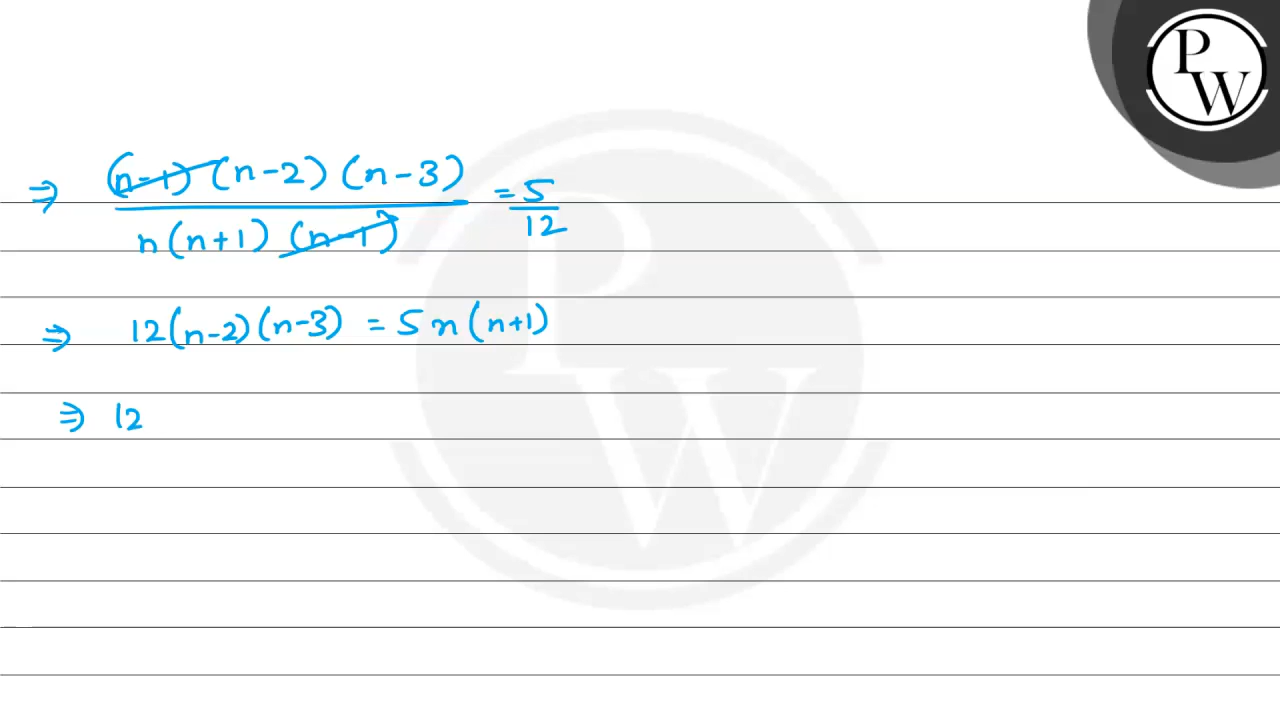 PW
⇒ (n-1)(n-2)(n-3) / n(n+1)(n-1) = 5/12
⇒ 12(n-2)(n-3) = 5n(n+1)
⇒ 12